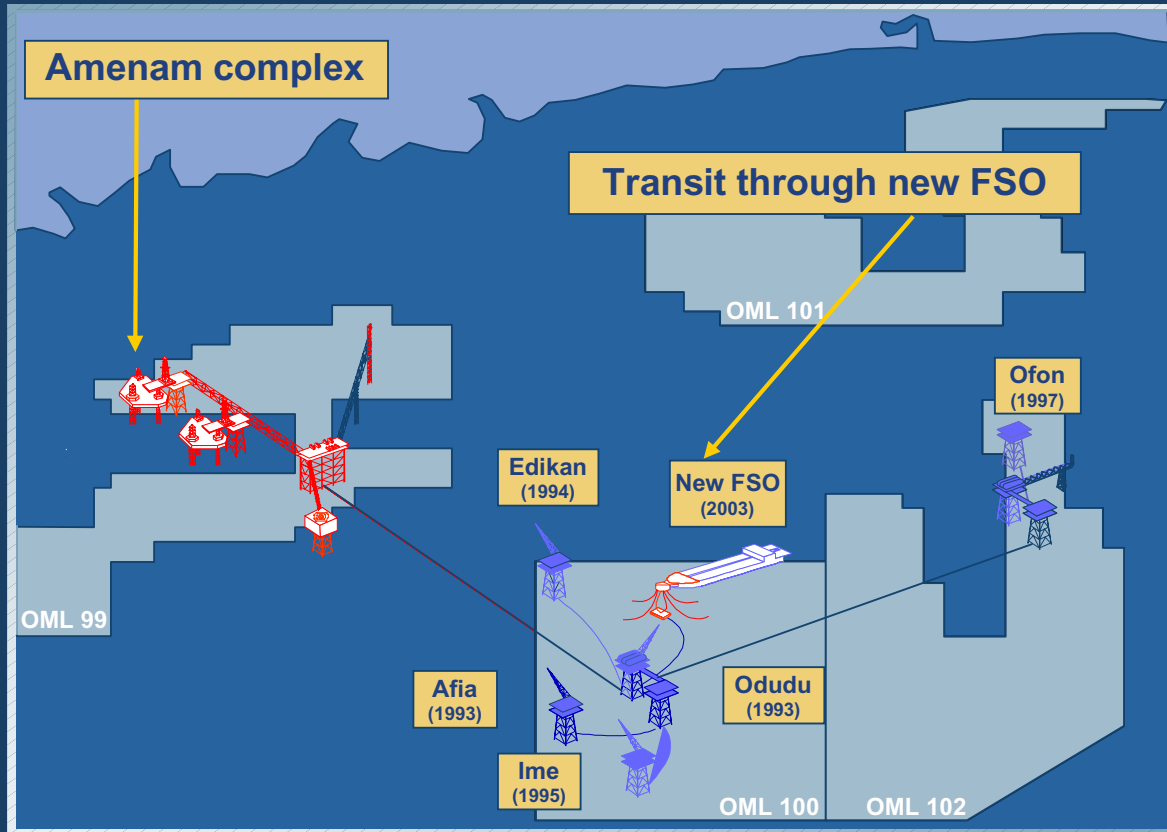 Amenam complex
Transit through new FSO
OML 101
Ofon
(1997)
Edikan
(1994)
New FSO
(2003)
OML 99
Afia
(1993)
Odudu
(1993)
Ime
(1995)
OML 100
OML 102